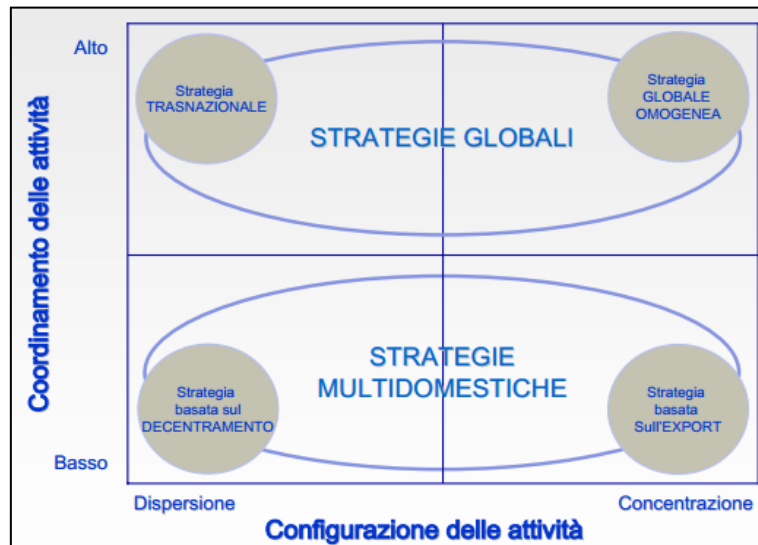 Alto
Strategia
TRASNAZIONALE
Strategia
GLOBALE
OMOGENEA
STRATEGIE GLOBALI
Coordinamento delle attività
STRATEGIE
MULTIDOMESTICHE
Strategia
basata sul
DECENTRAMENTO
Strategia
basata
Sull'EXPORT
Basso
Dispersione
Concentrazione
Configurazione delle attività